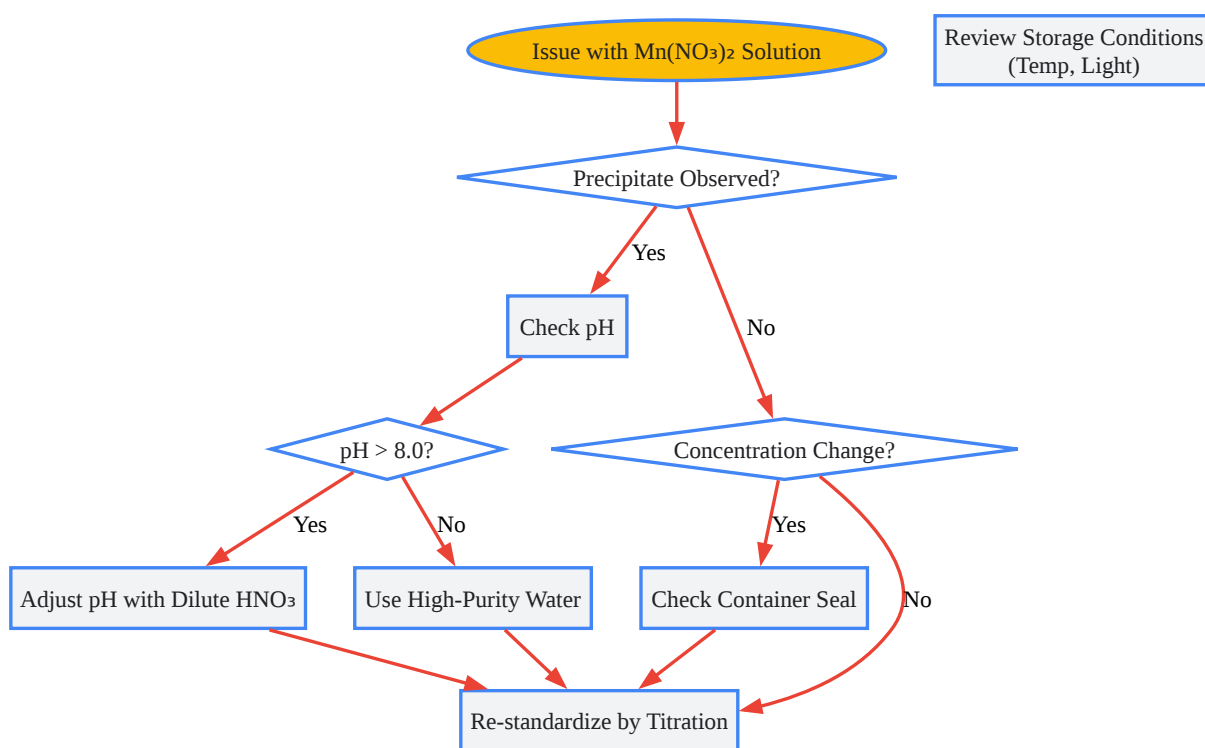 Issue with Mn(NO₃)₂ Solution
Review Storage Conditions
(Temp, Light)
Precipitate Observed?
Yes
No
Check pH
pH > 8.0?
Concentration Change?
Yes
No
Yes
No
Adjust pH with Dilute HNO₃
Use High-Purity Water
Check Container Seal
Re-standardize by Titration